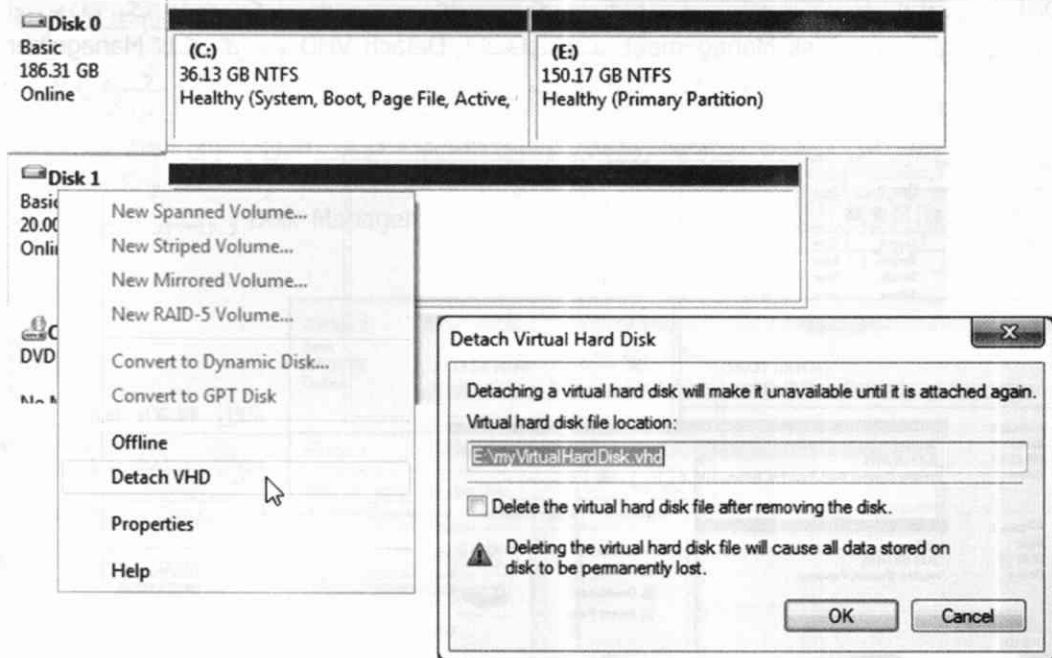 Disk 0
Basic
186.31 GB
Online
(C:)
36.13 GB NTFS
Healthy (System, Boot, Page File, Active,
(E:)
150.17 GB NTFS
Healthy (Primary Partition)
Disk 1
Basic
20.00
Onlin
New Spanned Volume...
New Striped Volume...
New Mirrored Volume...
New RAID-5 Volume...
Convert to Dynamic Disk...
Convert to GPT Disk
Offline
Detach VHD
Properties
Help
DVD
Detach Virtual Hard Disk
Detaching a virtual hard disk will make it unavailable until it is attached again.
Virtual hard disk file location:
E:\myVirtualHardDisk.vhd
Delete the virtual hard disk file after removing the disk.
Deleting the virtual hard disk file will cause all data stored on
disk to be permanently lost.
OK
Cancel